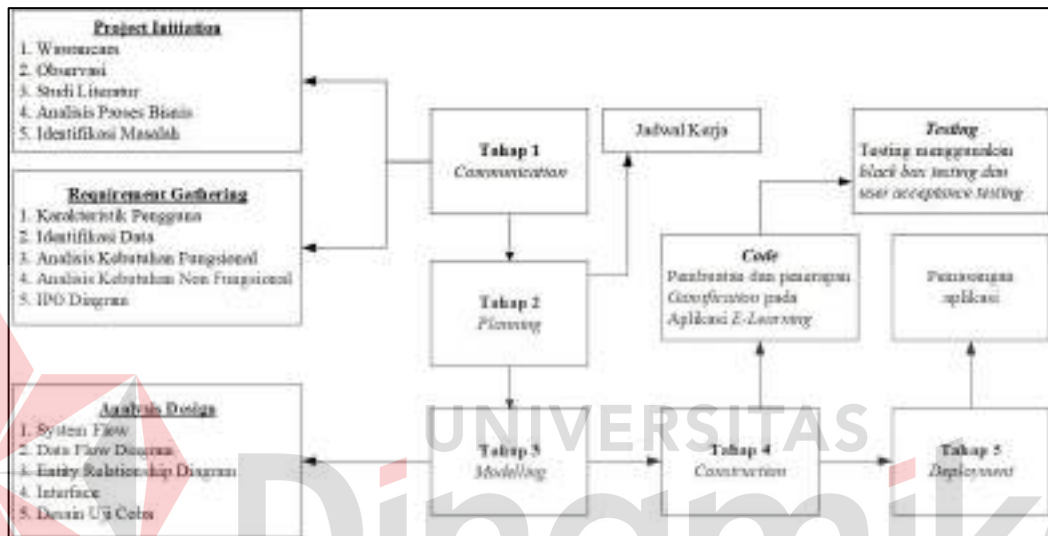 Project Initiation
1. Wawancara
2. Observasi
3. Studi Literatur
4. Analisis Proses Bisnis
5. Identifikasi Masalah
Requirement Gathering
1. Karakteristik Pengguna
2. Identifikasi Data
3. Analisis Kebutuhan Fungsional
4. Analisis Kebutuhan Non Fungsional
5. IPO Diagram
Analysis Design
1. System Flow
2. Data Flow Diagram
3. Entity Relationship Diagram
4. Interface
5. Desain Uji Coba
Tahap 1
Communication
Tahap 2
Planning
Tahap 3
Modelling
Jadwal Kerja
Testing
Testing menggunakan
black box testing dan
user acceptance testing
Code
Pembuatan dan penerapan
Gamification pada
Aplikasi E-Learning
Pemasangan
aplikasi
Tahap 4
Construction
Tahap 5
Deployment
UNIVERSITAS
Dinamika